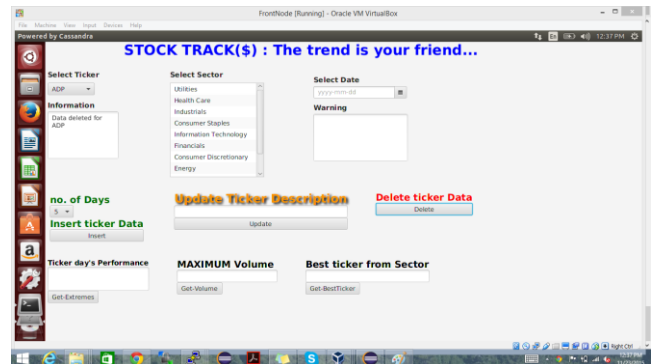 FrontNode [Running] - Oracle VM VirtualBox
File Machine View Input Devices Help
Powered by Cassandra
En
12:37 PM
STOCK TRACK($) : The trend is your friend...
Select Ticker
ADP
Information
Data deleted for
ADP
Select Sector
Utilities
Health Care
Industrials
Consumer Staples
Information Technology
Financials
Consumer Discretionary
Energy
Select Date
yyyy-mm-dd
Warning
no. of Days
5
Insert ticker Data
Insert
Update Ticker Description
Update
Delete ticker Data
Delete
Ticker day's Performance
Get-Extremes
MAXIMUM Volume
Get-Volume
Best ticker from Sector
Get-BestTicker
Right Ctrl
12:37 PM